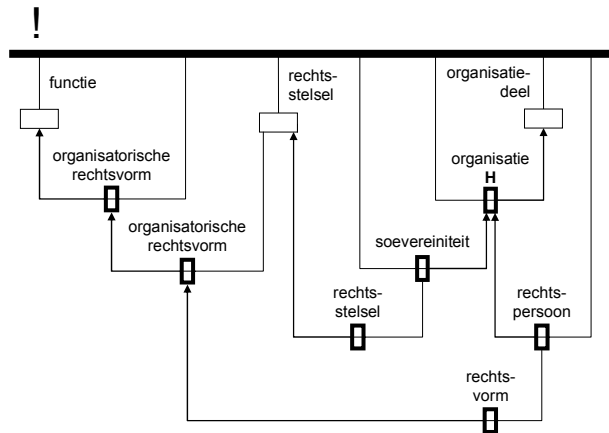 !
functie
rechts-
stelsel
organisatie-
deel
organisatorische
rechtsvorm
organisatie
H
organisatorische
rechtsvorm
soevereiniteit
rechts-
stelsel
rechts-
persoon
rechts-
vorm